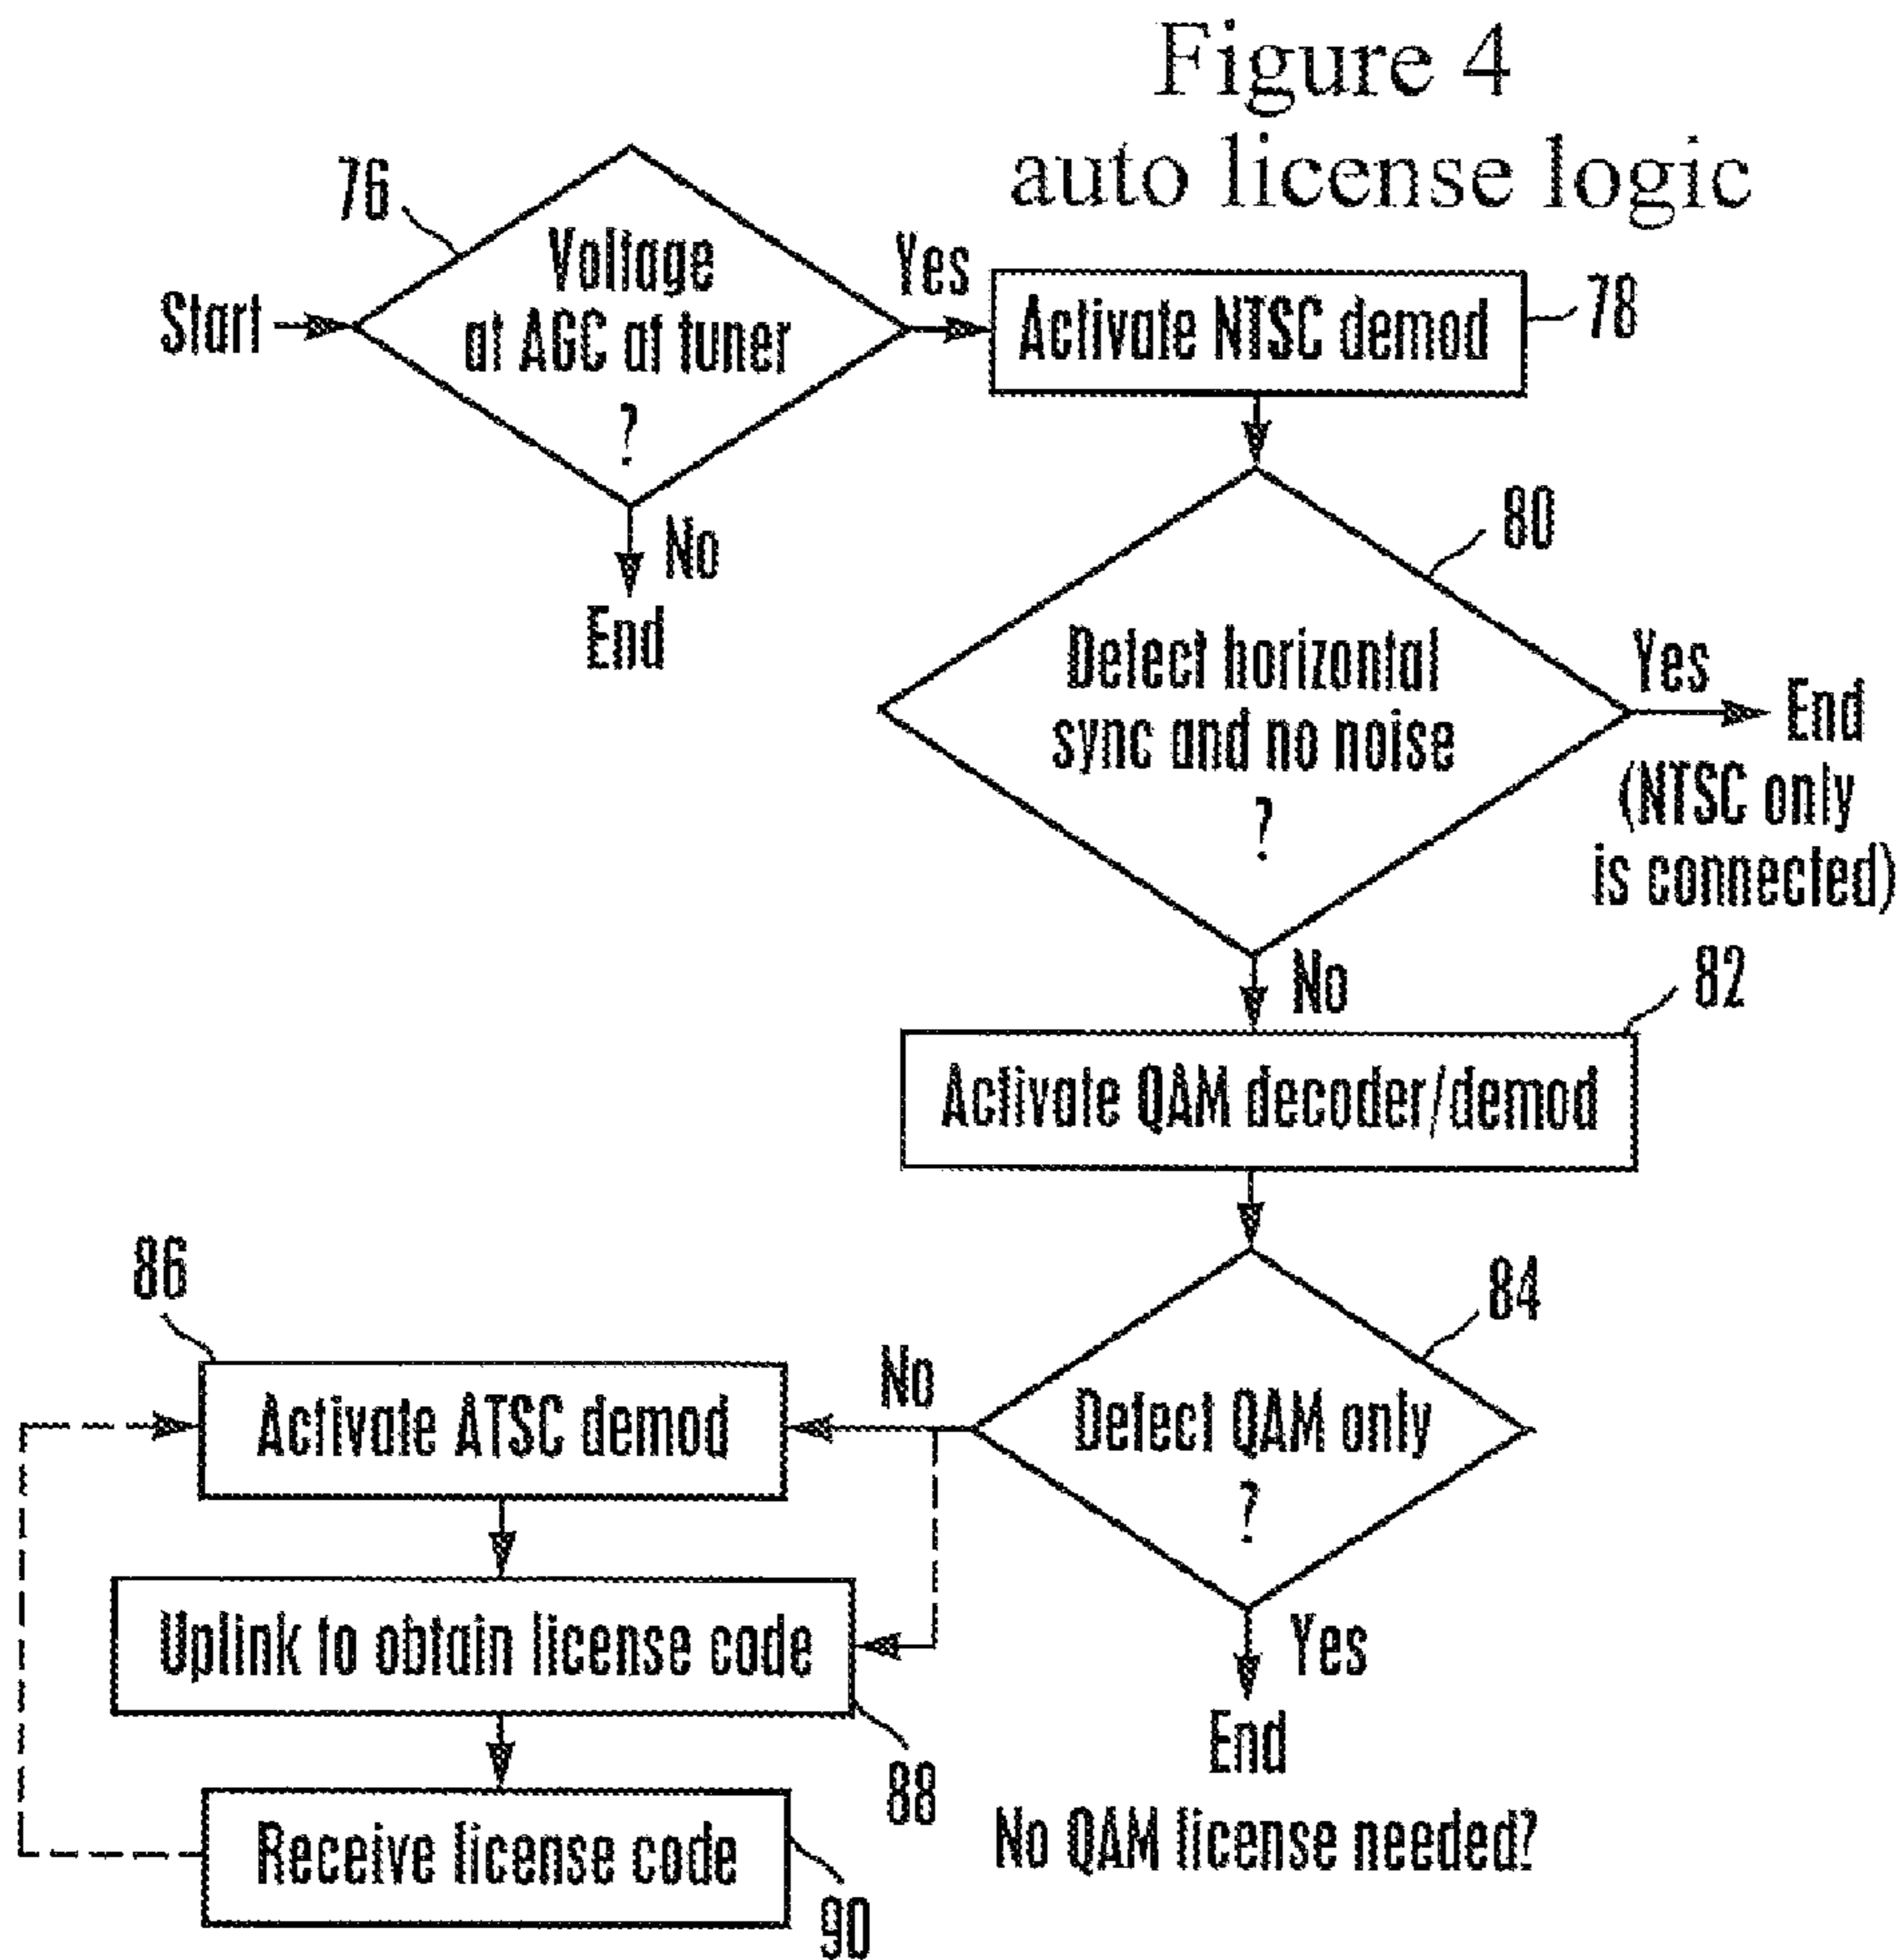 Figure 4
auto license logic
76
Voltage
at AGC at tuner
?
Start
Yes
Activate NTSC demod
78
No
End
80
Detect horizontal
sync and no noise
?
Yes
End
(NTSC only
is connected)
No
82
Activate QAM decoder/demod
84
Detect QAM only
?
No
86
Activate ATSC demod
Uplink to obtain license code
88
Receive license code
90
Yes
End
No QAM license needed?